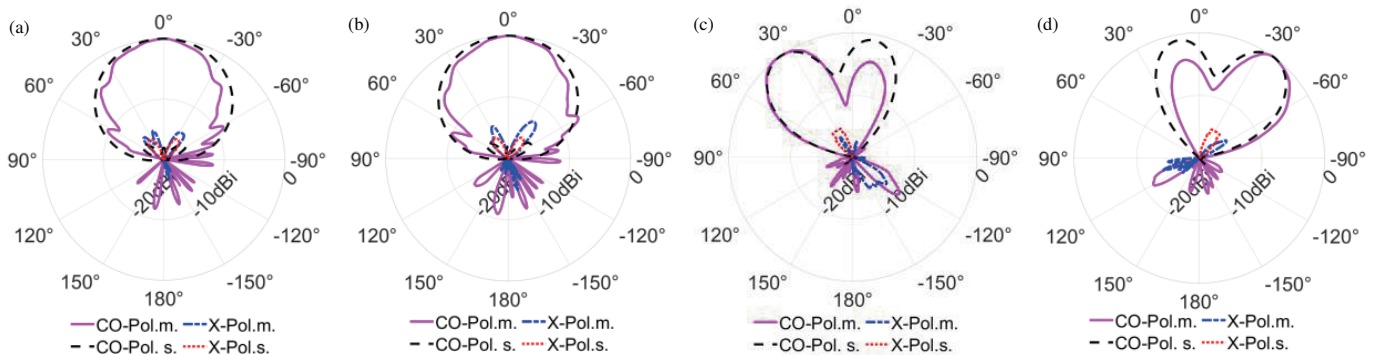 (a)
0°
30°
-30°
60°
-60°
90°
-90°
0
-20dBi
-10dBi
120°
-120°
150°
-150°
180°
CO-Pol.m. X-Pol.m.
CO-Pol. s. X-Pol.s.
(b)
0°
30°
-30°
60°
-60°
90°
-90°
0
-20dBi
-10dBi
120°
-120°
150°
-150°
180°
CO-Pol.m. X-Pol.m.
CO-Pol. s. X-Pol.s.
(c)
0°
30°
-30°
60°
-60°
90°
-90°
0
-20dBi
-10dBi
120°
-120°
150°
-150°
180°
CO-Pol.m. X-Pol.m.
CO-Pol. s. X-Pol.s.
(d)
0°
30°
-30°
60°
-60°
90°
-90°
0
-20dBi
-10dBi
120°
-120°
150°
-150°
180°
CO-Pol.m. X-Pol.m.
CO-Pol. s. X-Pol.s.